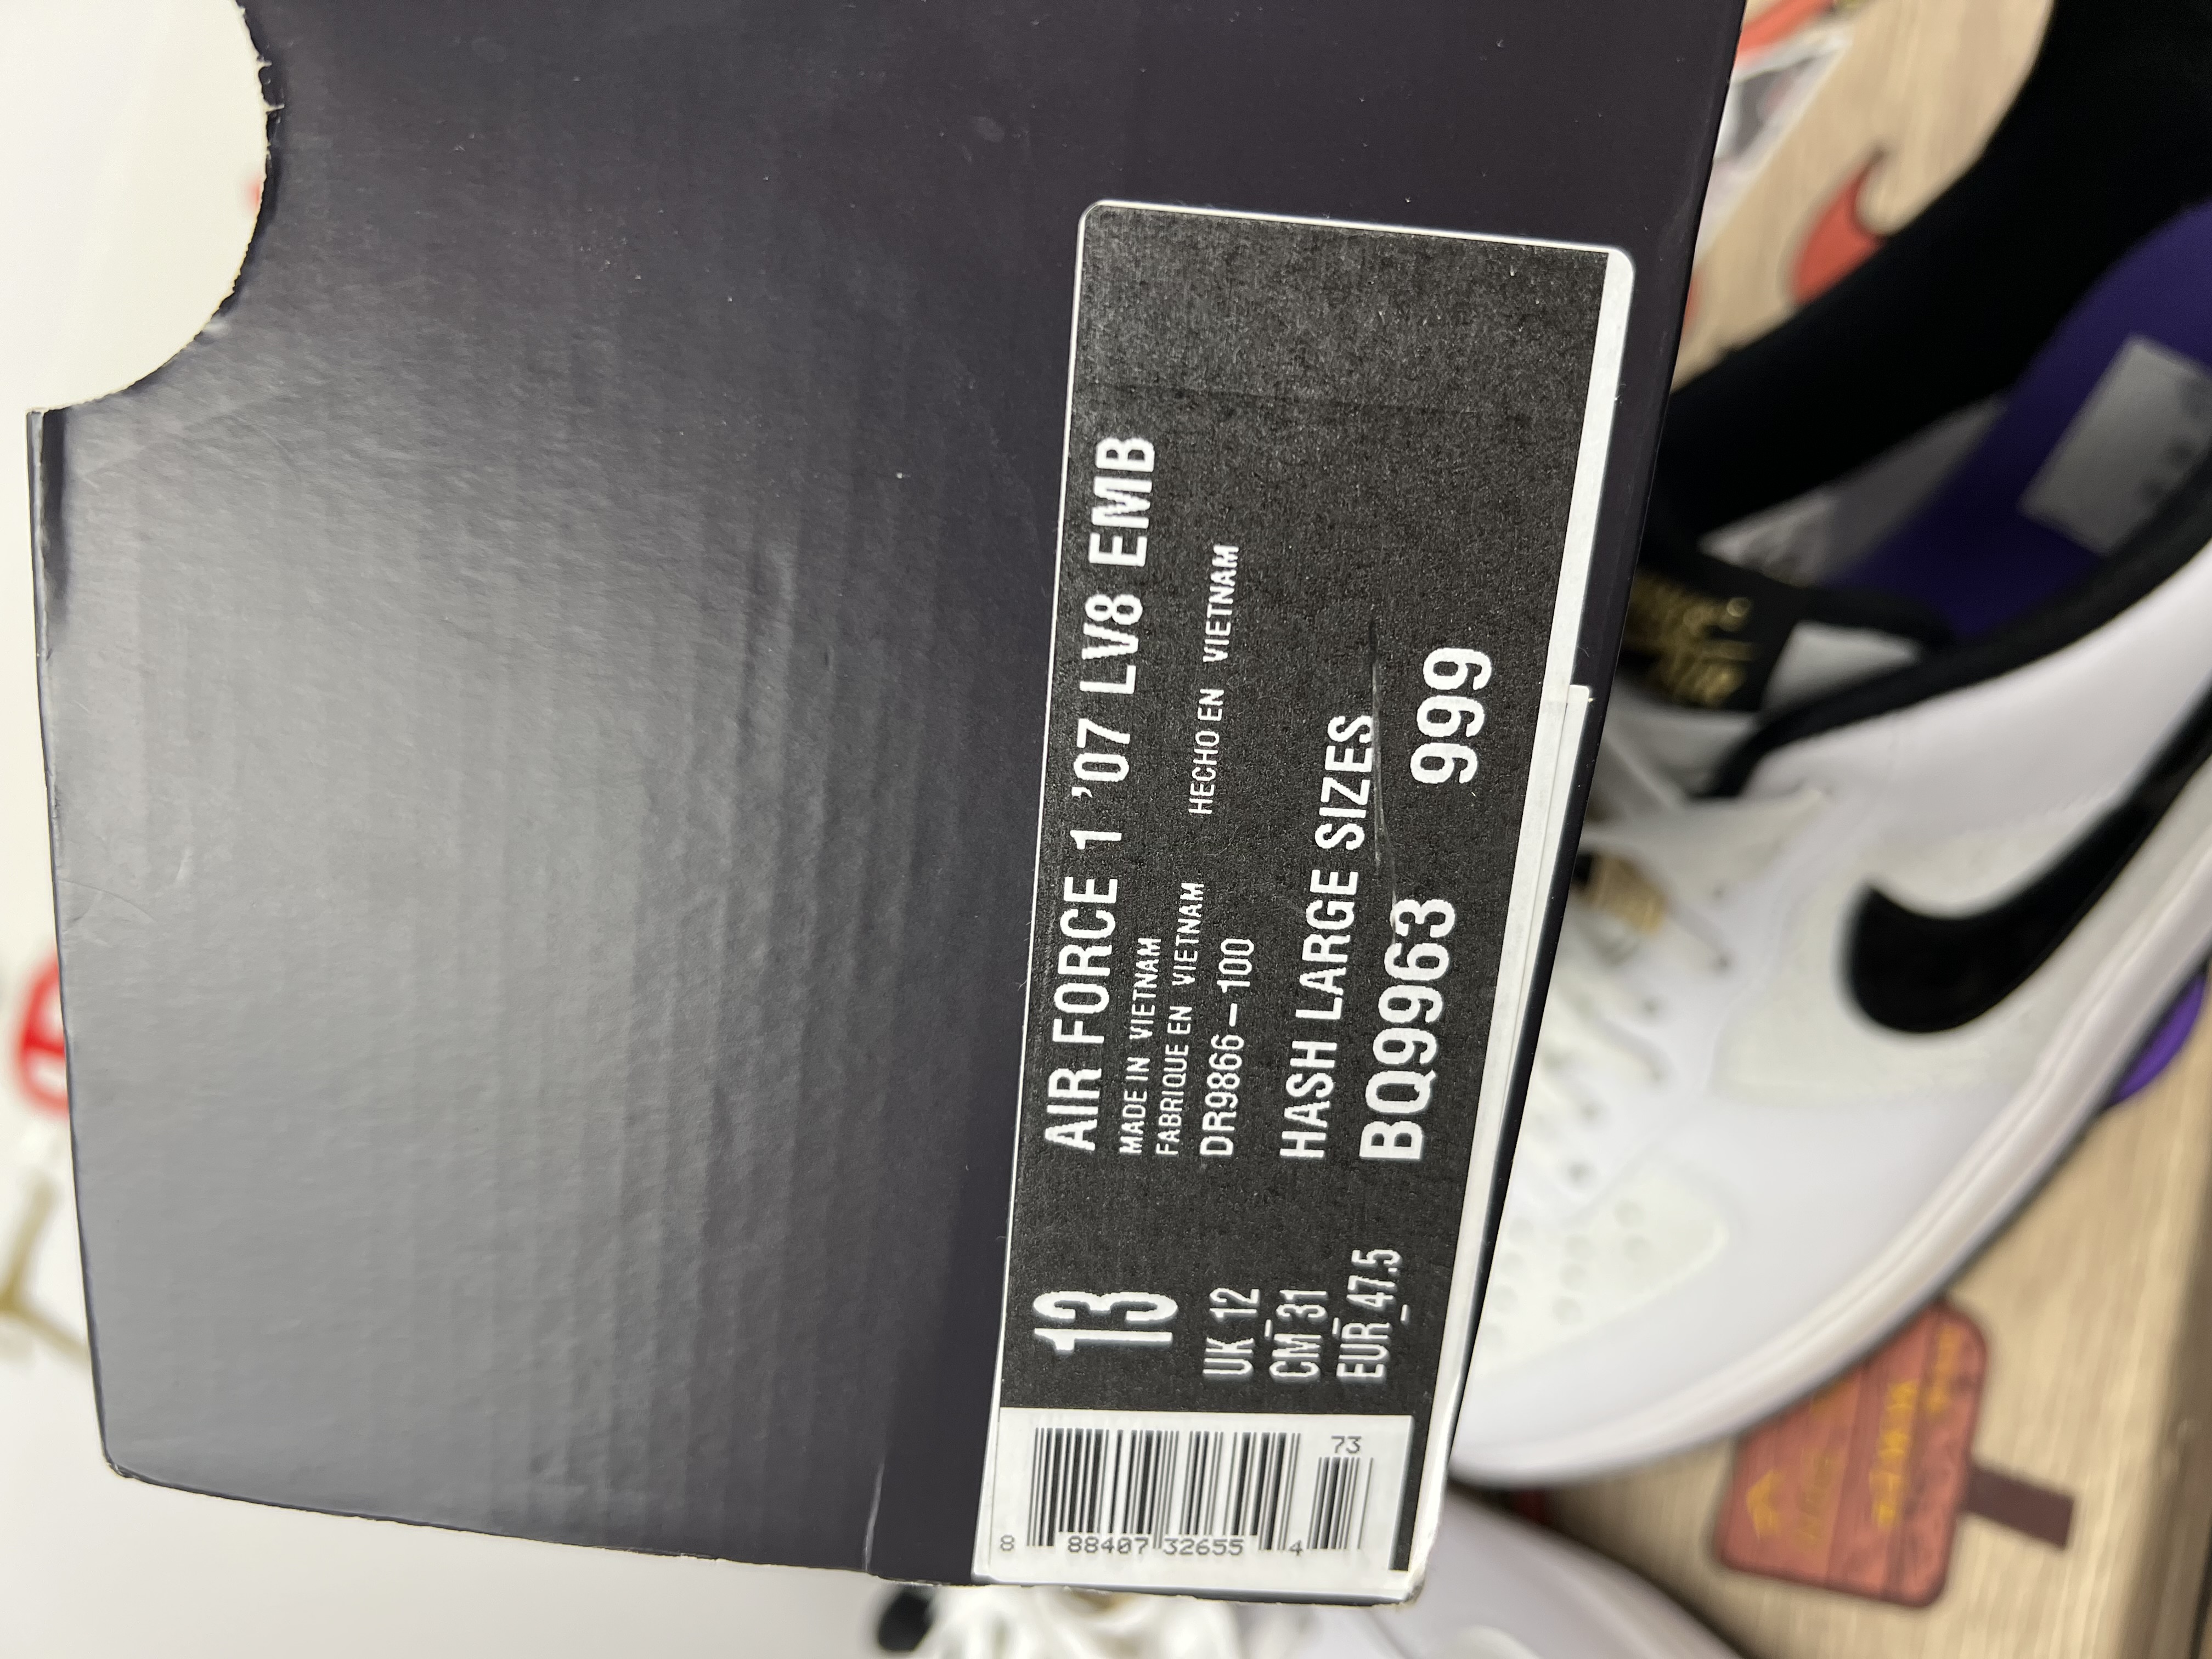 13
UK 12
CM 31
EUR 47.5
AIR FORCE 1 '07 LV8 EMB
MADE IN VIETNAM
FABRIQUE EN VIETNAM HECHO EN VIETNAM
DR9866-100
HASH LARGE SIZES
BQ9963 999
8 88407 32655 4 73